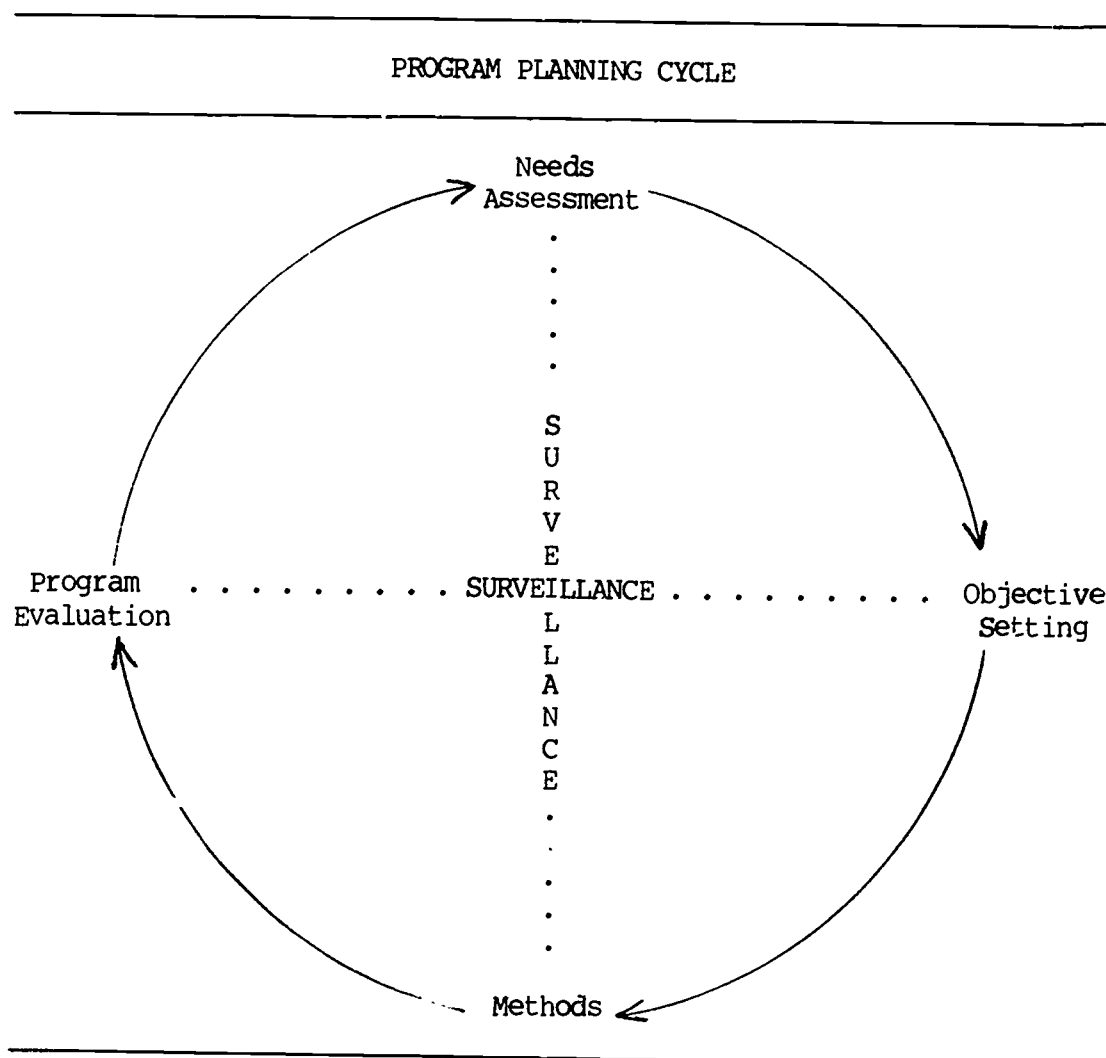 PROGRAM PLANNING CYCLE
Needs
Assessment
S
U
R
V
E
Program
Evaluation
. . . . . . . . . SURVEILLANCE . . . . . . . . .
Objective
Setting
L
L
A
N
C
E
Methods